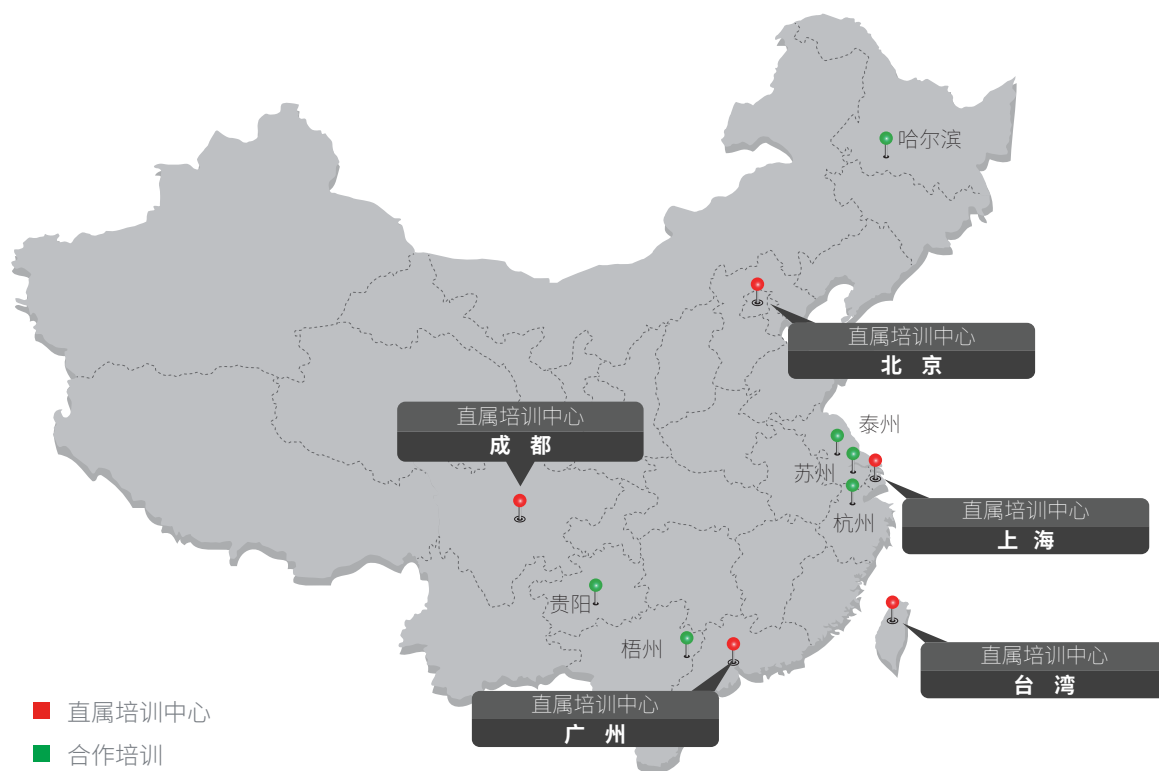 哈尔滨
直属培训中心
北 京
直属培训中心
成 都
泰州
苏州
杭州
直属培训中心
上 海
贵阳
梧州
直属培训中心
台 湾
直属培训中心
广 州
直属培训中心
合作培训